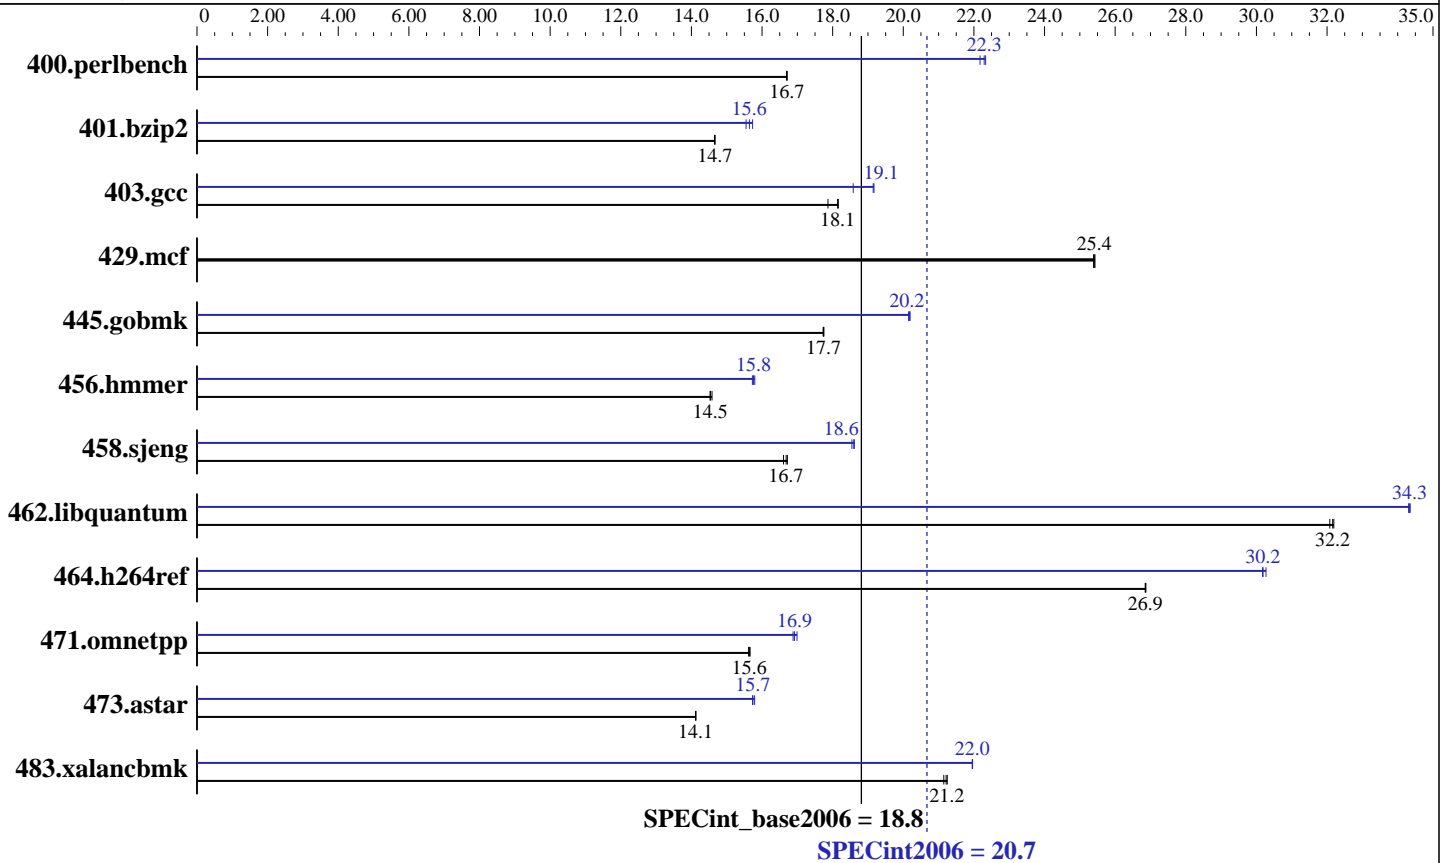 0 2.00 4.00 6.00 8.00 10.0 12.0 14.0 16.0 18.0 20.0 22.0 24.0 26.0 28.0 30.0 32.0 35.0
22.3
400.perlbench
16.7
15.6
401.bzip2
14.7
19.1
403.gcc
18.1
25.4
429.mcf
20.2
445.gobmk
17.7
15.8
456.hmmer
14.5
18.6
458.sjeng
16.7
34.3
462.libquantum
32.2
30.2
464.h264ref
26.9
16.9
471.omnetpp
15.6
15.7
473.astar
14.1
22.0
483.xalancbmk
21.2
SPECint_base2006 = 18.8
SPECint2006 = 20.7